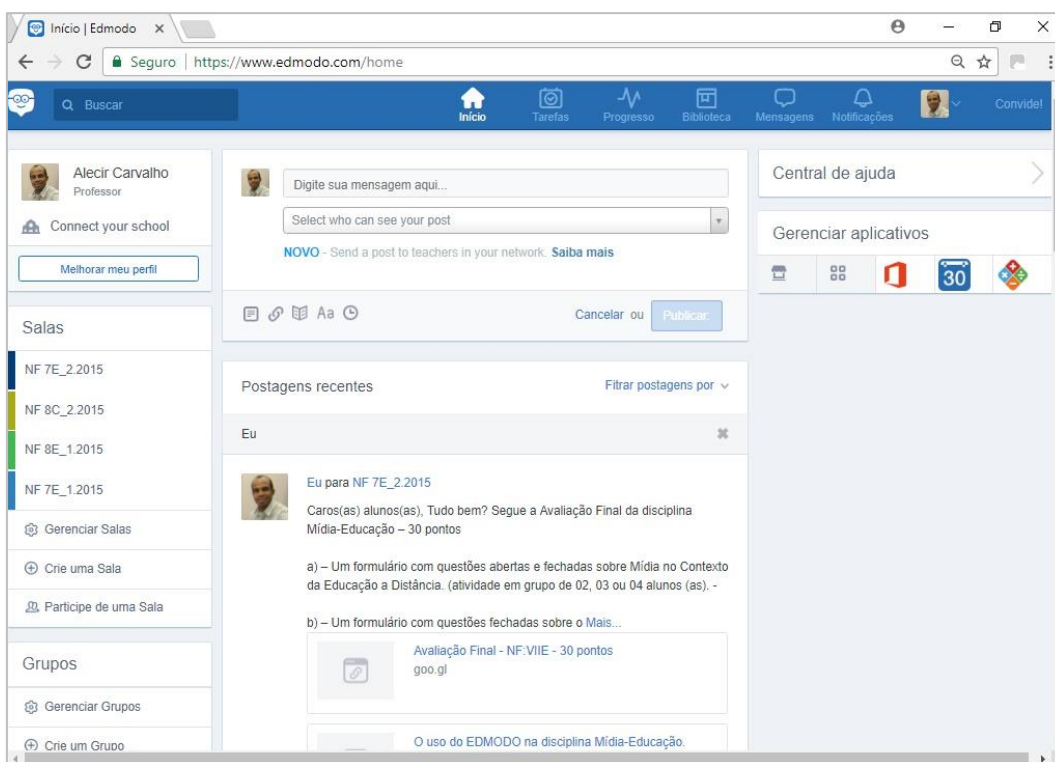 Início | Edmodo
Seguro | https://www.edmodo.com/home
Buscar
Início
Tarefas
Progresso
Biblioteca
Mensagens
Notificações
Convide!
Alecir Carvalho
Professor
Connect your school
Melhorar meu perfil
Salas
NF 7E_2.2015
NF 8C_2.2015
NF 8E_1.2015
NF 7E_1.2015
Gerenciar Salas
Crie uma Sala
Participe de uma Sala
Grupos
Gerenciar Grupos
Crie um Grupo
Digite sua mensagem aqui...
Select who can see your post
NOVO - Send a post to teachers in your network. Saiba mais
Aa
Cancelar ou Publicar.
Postagens recentes
Fitrar postagens por
Eu
Eu para NF 7E_2.2015
Caros(as) alunos(as), Tudo bem? Segue a Avaliação Final da disciplina
Mídia-Educação – 30 pontos
a) – Um formulário com questões abertas e fechadas sobre Mídia no Contexto
da Educação a Distância. (atividade em grupo de 02, 03 ou 04 alunos (as). -
b) – Um formulário com questões fechadas sobre o Mais...
Avaliação Final - NF:VIIE - 30 pontos
goo.gl
O uso do EDMODO na disciplina Mídia-Educação.
Central de ajuda
Gerenciar aplicativos
30